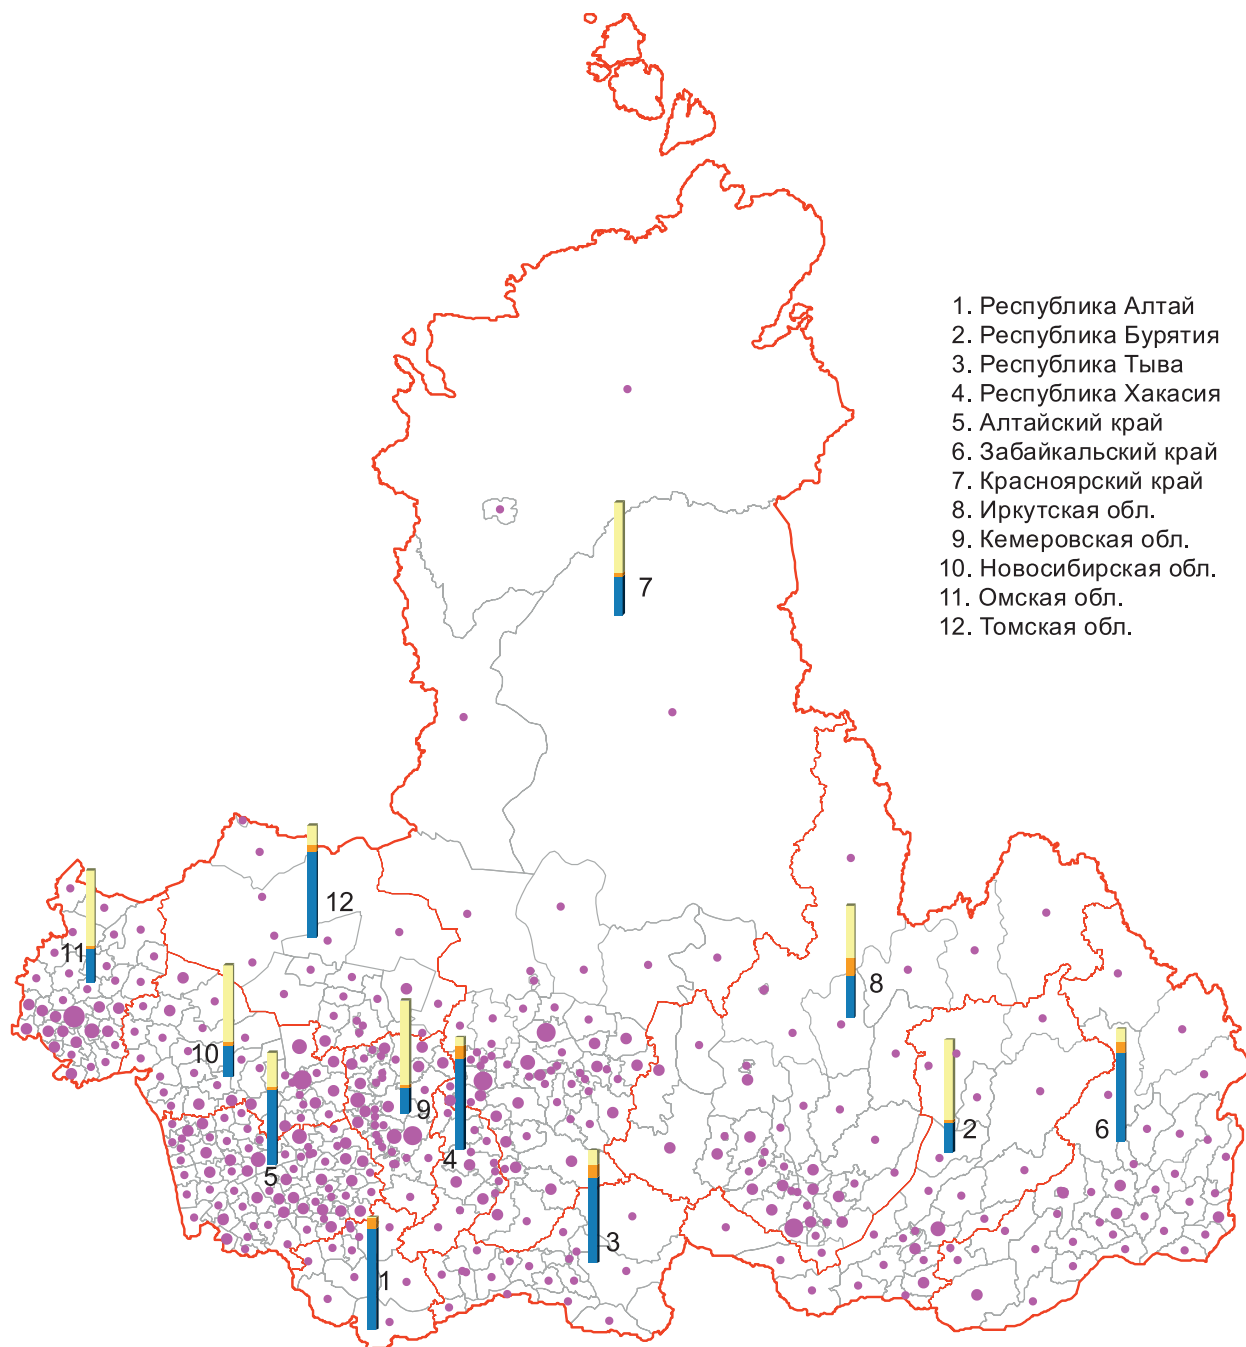 1. Республика Алтай
2. Республика Бурятия
3. Республика Тыва
4. Республика Хакасия
5. Алтайский край
6. Забайкальский край
7. Красноярский край
8. Иркутская обл.
9. Кемеровская обл.
10. Новосибирская обл.
11. Омская обл.
12. Томская обл.
7
12
11
8
10
9
2
6
4
5
3
1